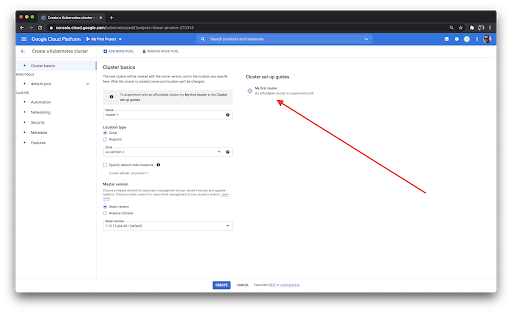 Create a Kubernetes cluster
console.cloud.google.com/kubernetes/add?project=linear-photon-270314
Google Cloud Platform
My First Project
Search products and resources
Create a Kubernetes cluster
ADD NODE POOL
REMOVE NODE POOL
Cluster basics
NODE POOLS
default-pool
CLUSTER
Automation
Networking
Security
Metadata
Features
Cluster basics
The new cluster will be created with the name, version, and in the location you specify
here. After the cluster is created, name and location can't be changed.
To experiment with an affordable cluster, try My first cluster in the Cluster
set-up guides
Name
cluster-1
Location type
Zonal
Regional
Zone
us-central1-c
Specify default node locations
Current default: us-central1-c
Master version
Choose a release channel for automatic management of your cluster's version and upgrade
cadence. Choose a static version for more direct management of your cluster's version. Learn
more.
Static version
Release channel
Static version
(default)
Cluster set-up guides
My first cluster
An affordable cluster to experiment with
CREATE
CANCEL
Equivalent REST or command line